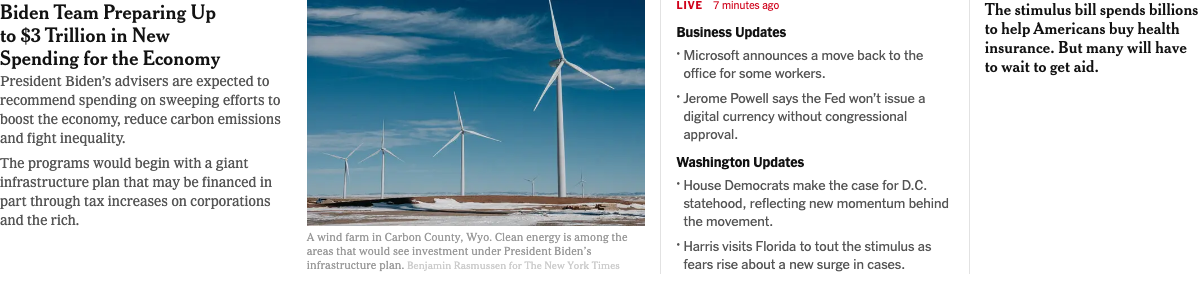 Biden Team Preparing Up
to $3 Trillion in New
Spending for the Economy
President Biden's advisers are expected to
recommend spending on sweeping efforts to
boost the economy, reduce carbon emissions
and fight inequality.
The programs would begin with a giant
infrastructure plan that may be financed in
part through tax increases on corporations
and the rich.
A wind farm in Carbon County, Wyo. Clean energy is among the
areas that would see investment under President Biden's
infrastructure plan. Benjamin Rasmussen for The New York Times
LIVE 7 minutes ago
Business Updates
• Microsoft announces a move back to the
office for some workers.
• Jerome Powell says the Fed won't issue a
digital currency without congressional
approval.
Washington Updates
• House Democrats make the case for D.C.
statehood, reflecting new momentum behind
the movement.
• Harris visits Florida to tout the stimulus as
fears rise about a new surge in cases.
The stimulus bill spends billions
to help Americans buy health
insurance. But many will have
to wait to get aid.